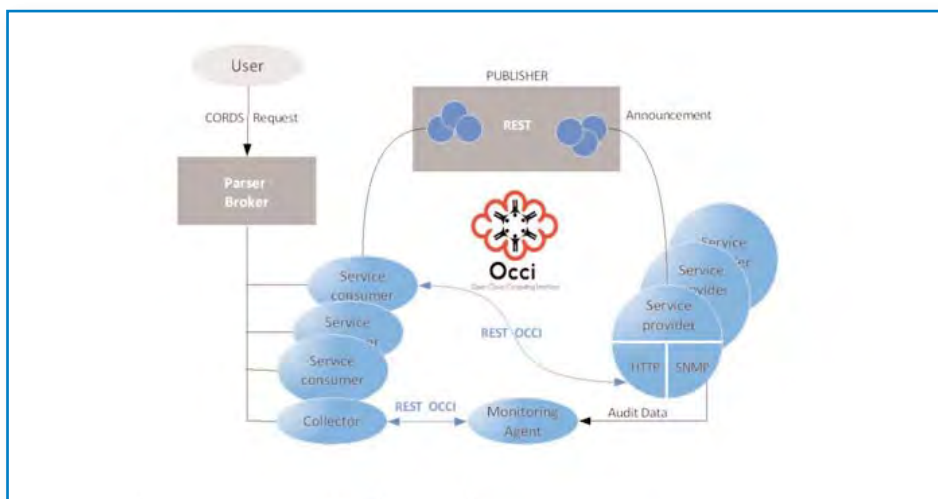 User
PUBLISHER
CORDS Request
REST
Announcement
Parser
Broker
Occi
Service
Service
consumer
Service
provider
Service
provider
Service
REST OCCI
HTTP SNMP
Service
consumer
Collector
REST OCCI
Monitoring
Agent
Audit Data